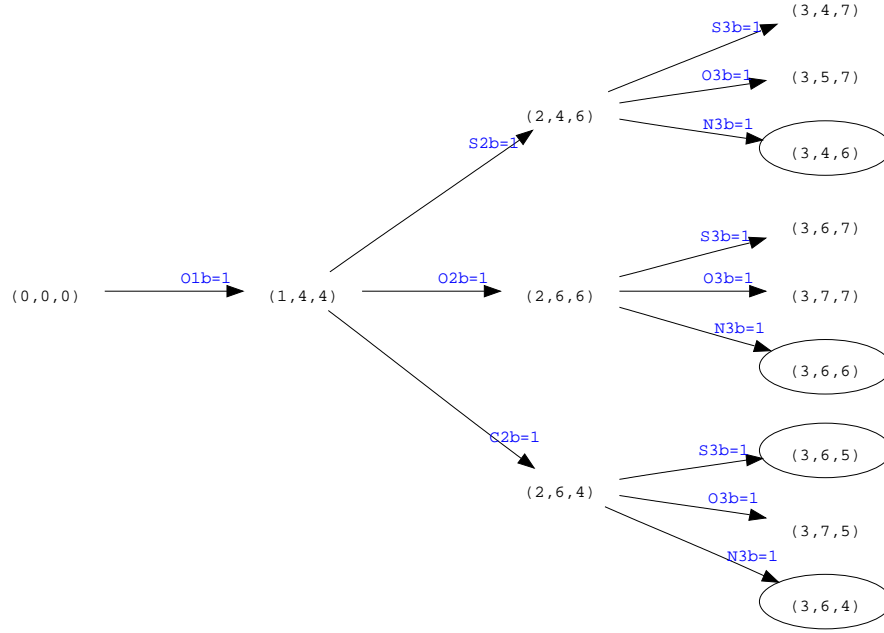 (3,4,7)
S3b=1
O3b=1
(3,5,7)
(2,4,6)
N3b=1
S2b=1
(3,4,6)
(3,6,7)
S3b=1
O1b=1
O2b=1
O3b=1
(0,0,0)
(1,4,4)
(2,6,6)
(3,7,7)
N3b=1
(3,6,6)
C2b=1
S3b=1
(3,6,5)
(2,6,4)
O3b=1
(3,7,5)
N3b=1
(3,6,4)